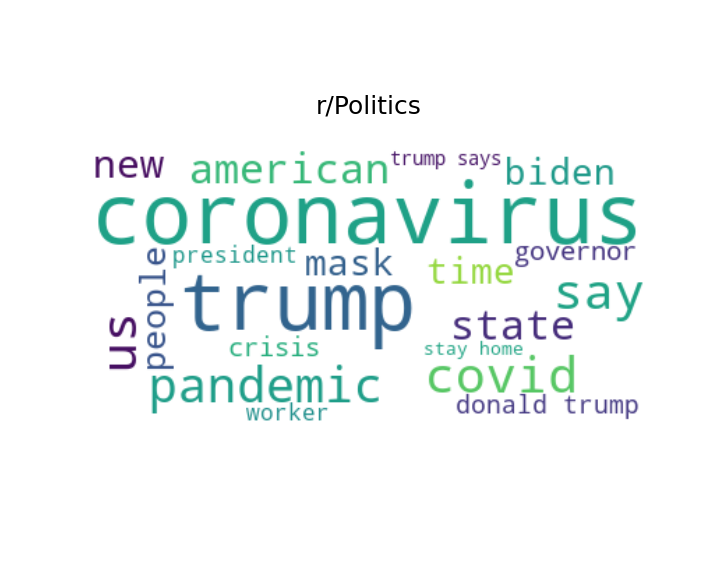 r/Politics
new
american
trump says
biden
coronavirus
people
president
mask
time
governor
trump
say
us
state
crisis
stay home
pandemic
covid
worker
donald trump